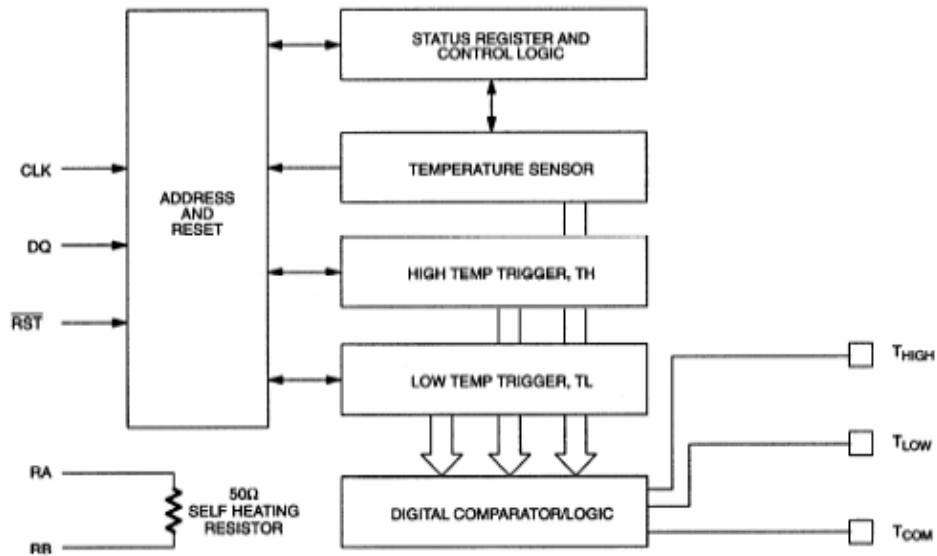 STATUS REGISTER AND
CONTROL LOGIC
CLK
TEMPERATURE SENSOR
ADDRESS
AND
RESET
DQ
HIGH TEMP TRIGGER, TH
RST
LOW TEMP TRIGGER, TL
THIGH
TLOW
RA
50Ω
SELF HEATING
RESISTOR
DIGITAL COMPARATOR/LOGIC
TCOM
RB